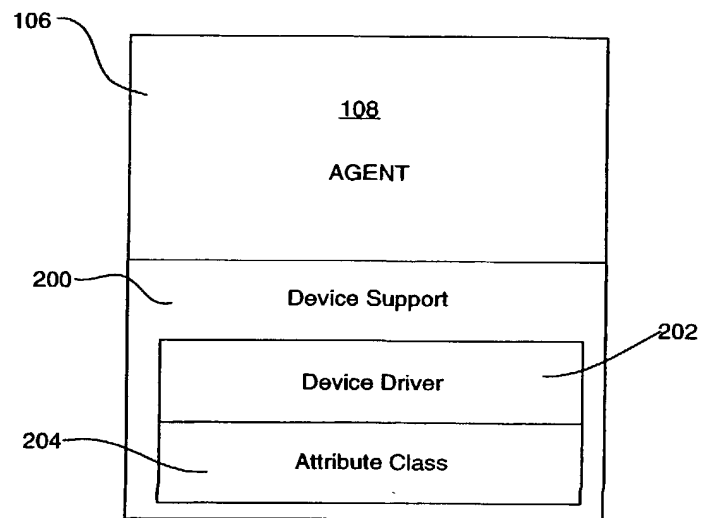 106
108
AGENT
200
Device Support
202
Device Driver
204
Attribute Class